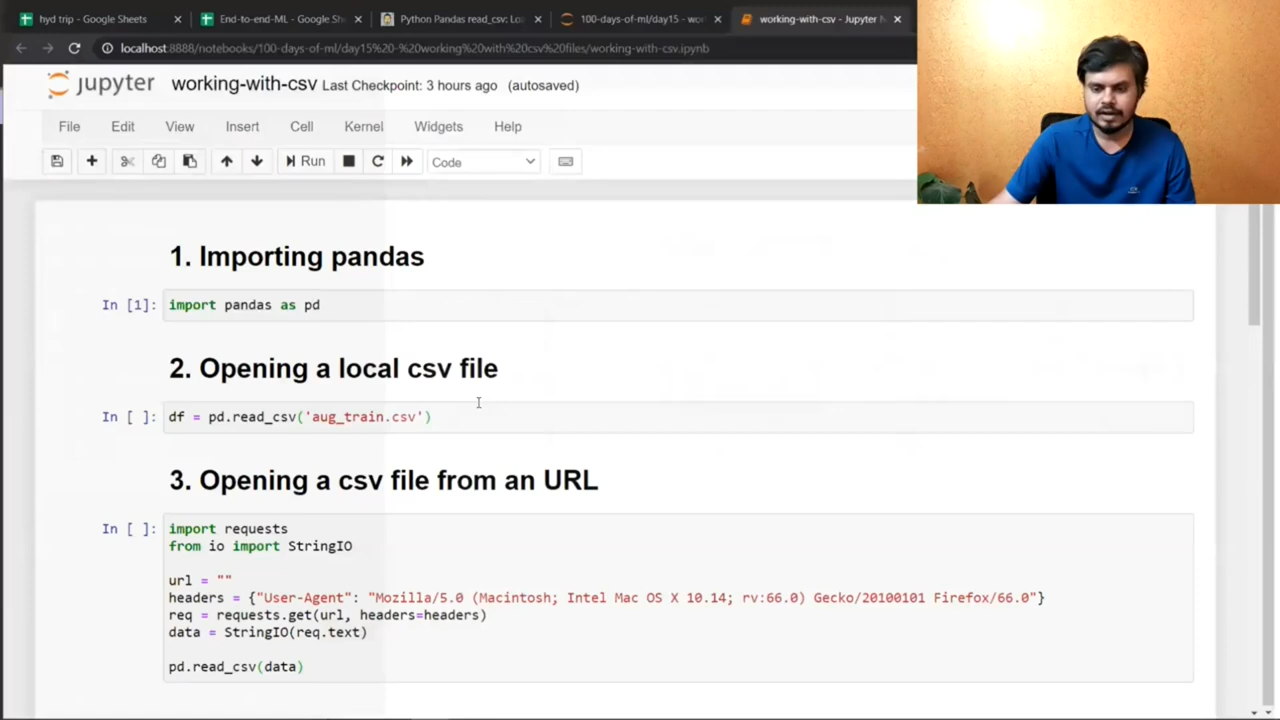 hyd trip - Google Sheets
End-to-end-ML - Google Sh
Python Pandas read_csv: Lo
100-days-of-ml/day15 - wor
working-with-csv - Jupyter N
localhost:8888/notebooks/100-days-of-ml/day15%20-%20working%20with%20csv%20files/working-with-csv.ipynb
jupyter working-with-csv Last Checkpoint: 3 hours ago (autosaved)
File Edit View Insert Cell Kernel Widgets Help
Run Code
1. Importing pandas
In [1]: import pandas as pd
2. Opening a local csv file
In [ ]: df = pd.read_csv('aug_train.csv')
3. Opening a csv file from an URL
In [ ]: import requests
from io import StringIO
url = ""
headers = {"User-Agent": "Mozilla/5.0 (Macintosh; Intel Mac OS X 10.14; rv:66.0) Gecko/20100101 Firefox/66.0"}
req = requests.get(url, headers=headers)
data = StringIO(req.text)
pd.read_csv(data)